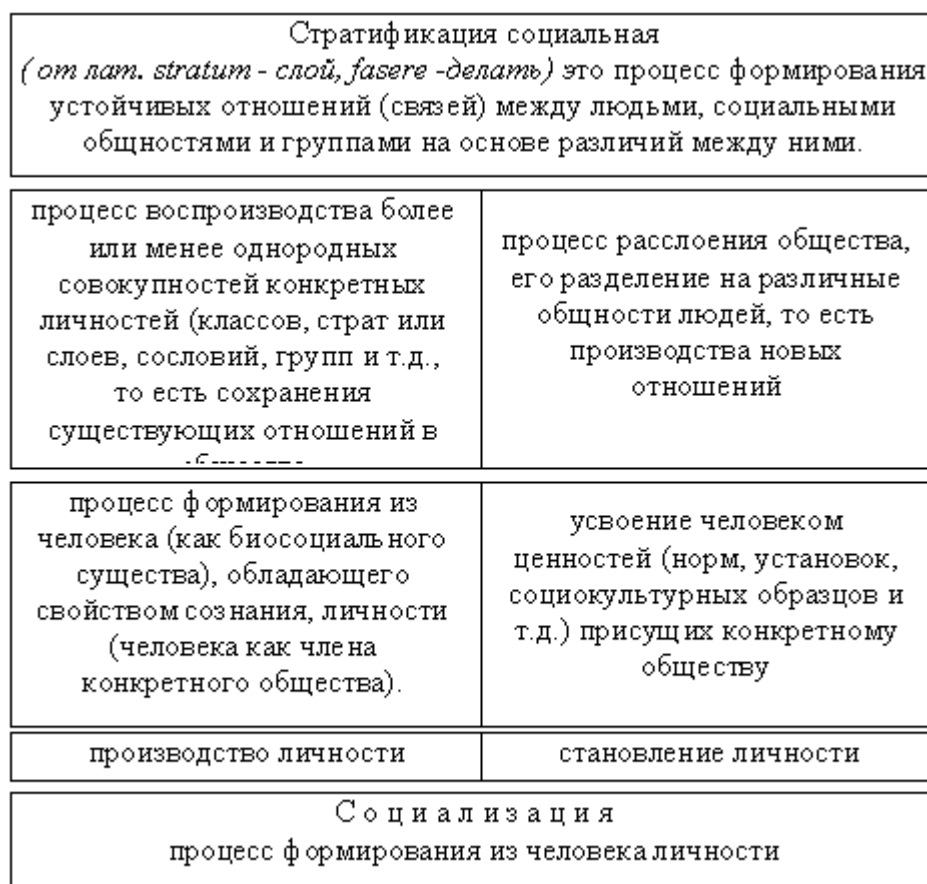 Стратификация социальная
( от лат. stratum - слой, fasere -делать) это процесс формирования
устойчивых отношений (связей) между людьми, социальными
общностями и группами на основе различий между ними.
процесс воспроизводства более
или менее однородных
совокупностей конкретных
личностей (классов, страт или
слоев, сословий, групп и т.д.,
то есть сохранения
существующих отношений в
процесс расслоения общества,
его разделение на различные
общности людей, то есть
производства новых
отношений
процесс формирования из
человека (как биосоциального
существа), обладающего
свойством сознания, личности
(человека как члена
конкретного общества).
усвоение человеком
ценностей (норм, установок,
социокультурных образцов и
т.д.) присущих конкретному
обществу
производство личности
становление личности
С о ц и а л и з а ц и я
процесс формирования из человека личности